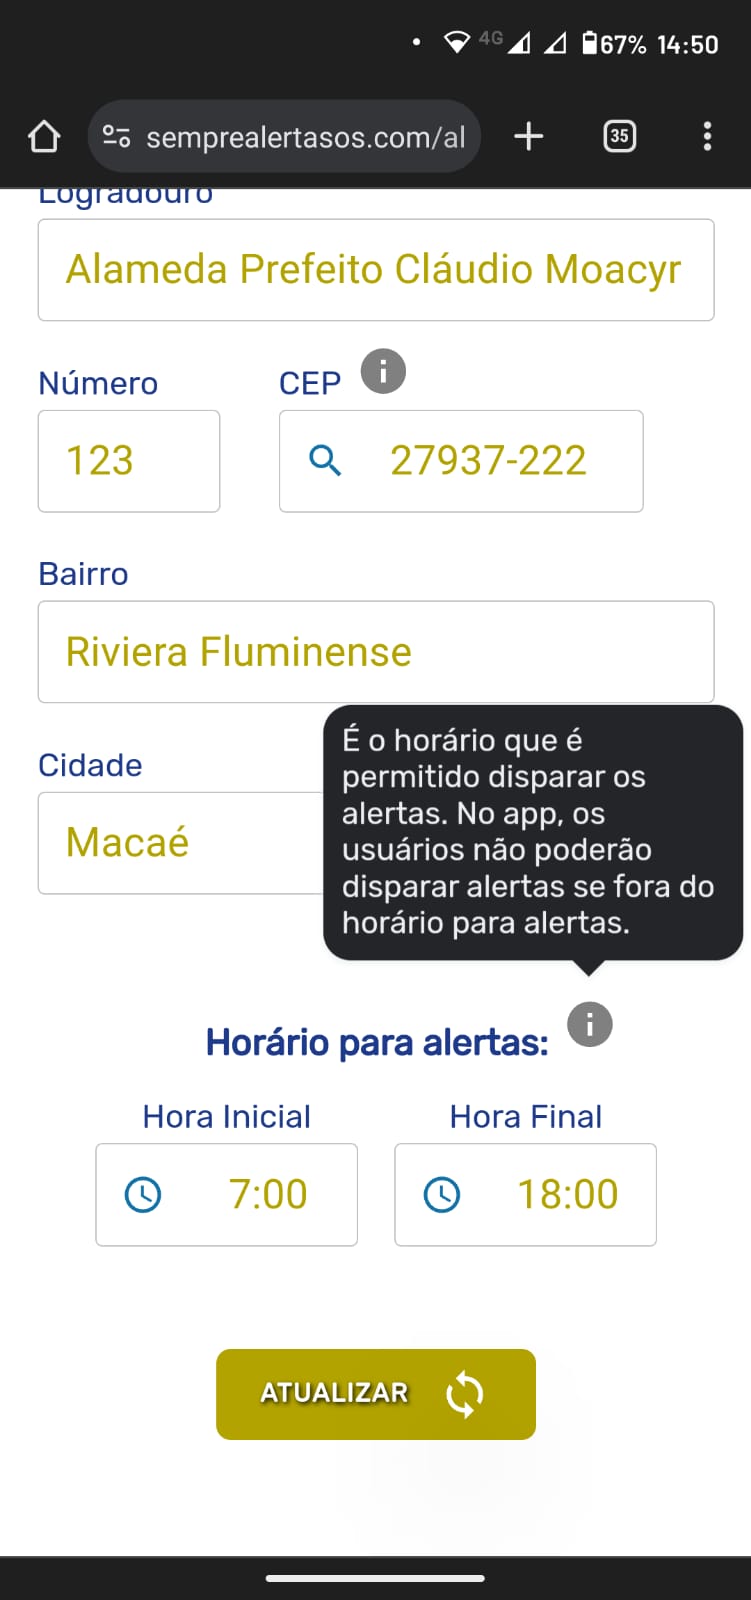 4G 67% 14:50
semprealertasos.com/al 35
Logradouro
Alameda Prefeito Cláudio Moacyr
Número CEP i
123 27937-222
Bairro
Riviera Fluminense
Cidade
Macaé
É o horário que é
permitido disparar os
alertas. No app, os
usuários não poderão
disparar alertas se fora do
horário para alertas.
Horário para alertas: i
Hora Inicial Hora Final
7:00 18:00
ATUALIZAR